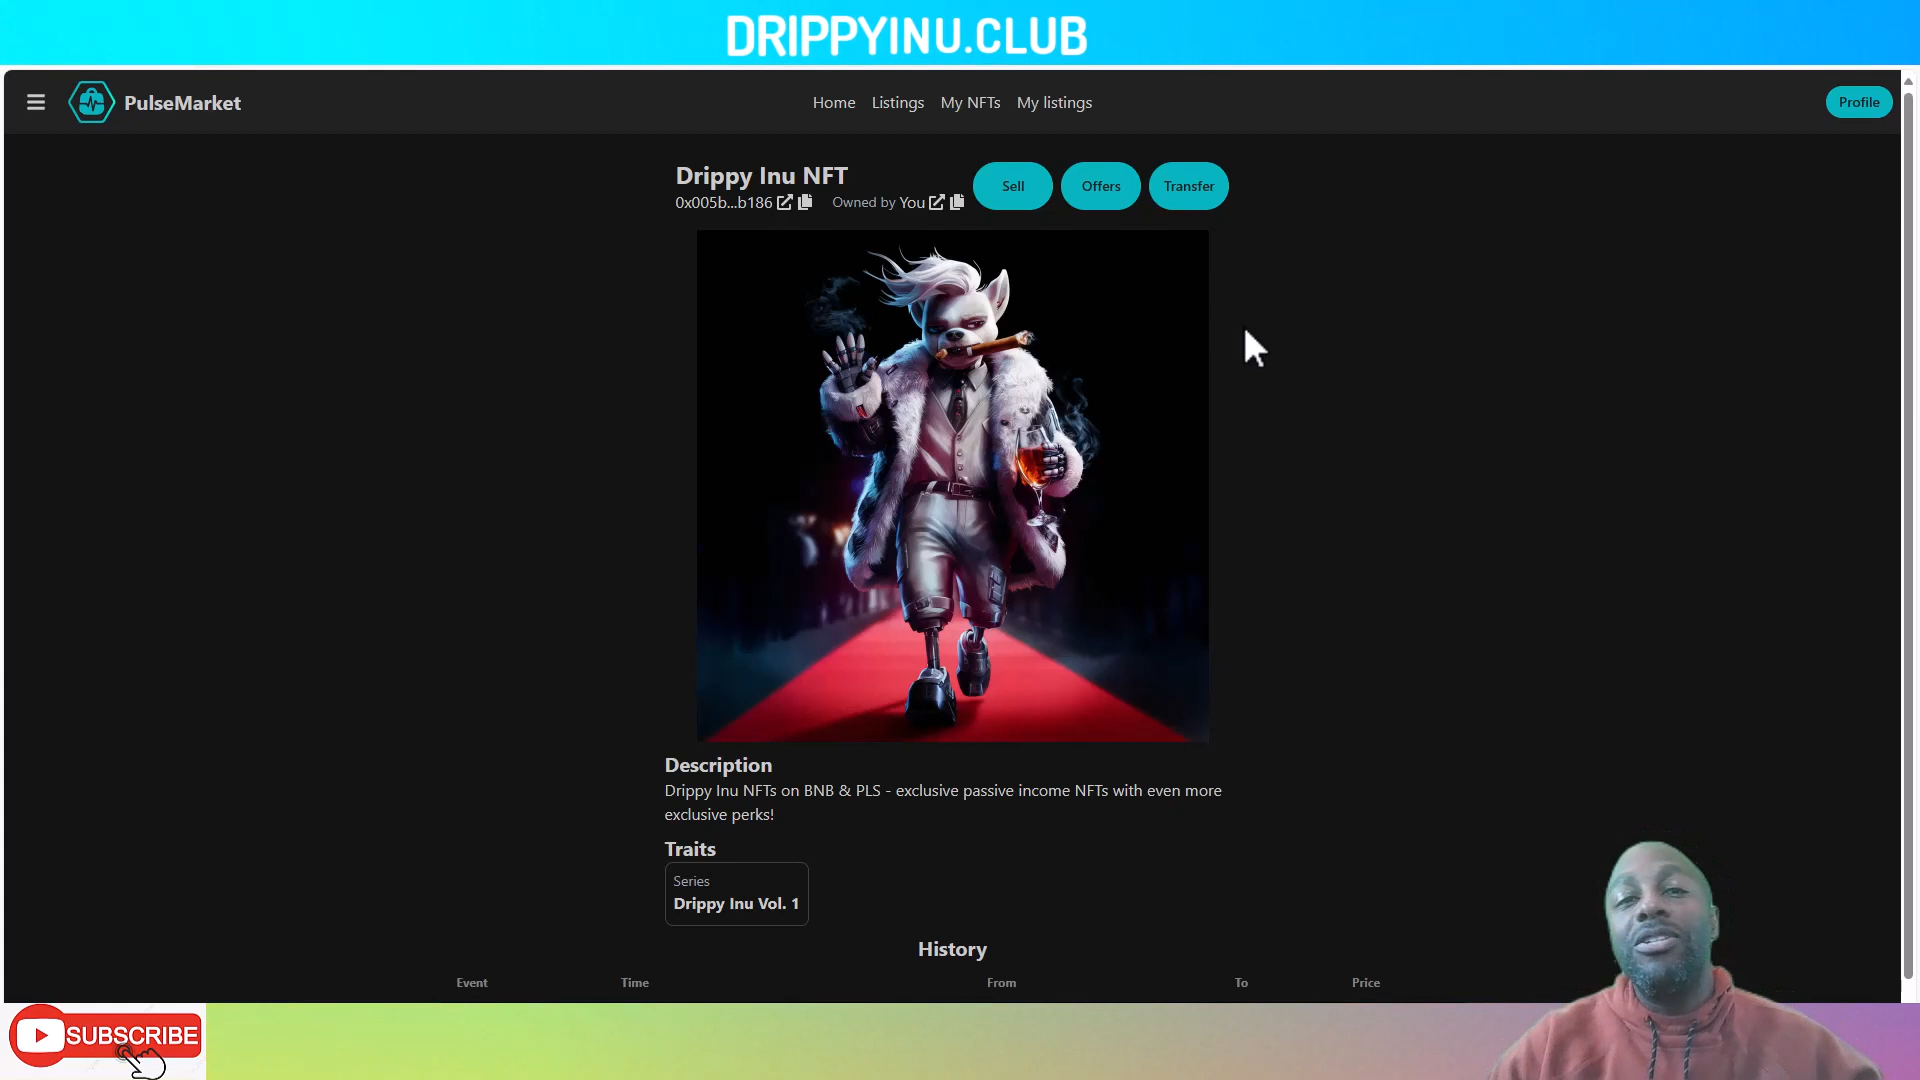 DRIPPYINU.CLUB
PulseMarket
Home Listings My NFTs My listings
Profile
Drippy Inu NFT
0x005b...b186 Owned by You
Sell Offers Transfer
Description
Drippy Inu NFTs on BNB & PLS - exclusive passive income NFTs with even more
exclusive perks!
Traits
Series
Drippy Inu Vol. 1
History
Event Time From To Price
SUBSCRIBE